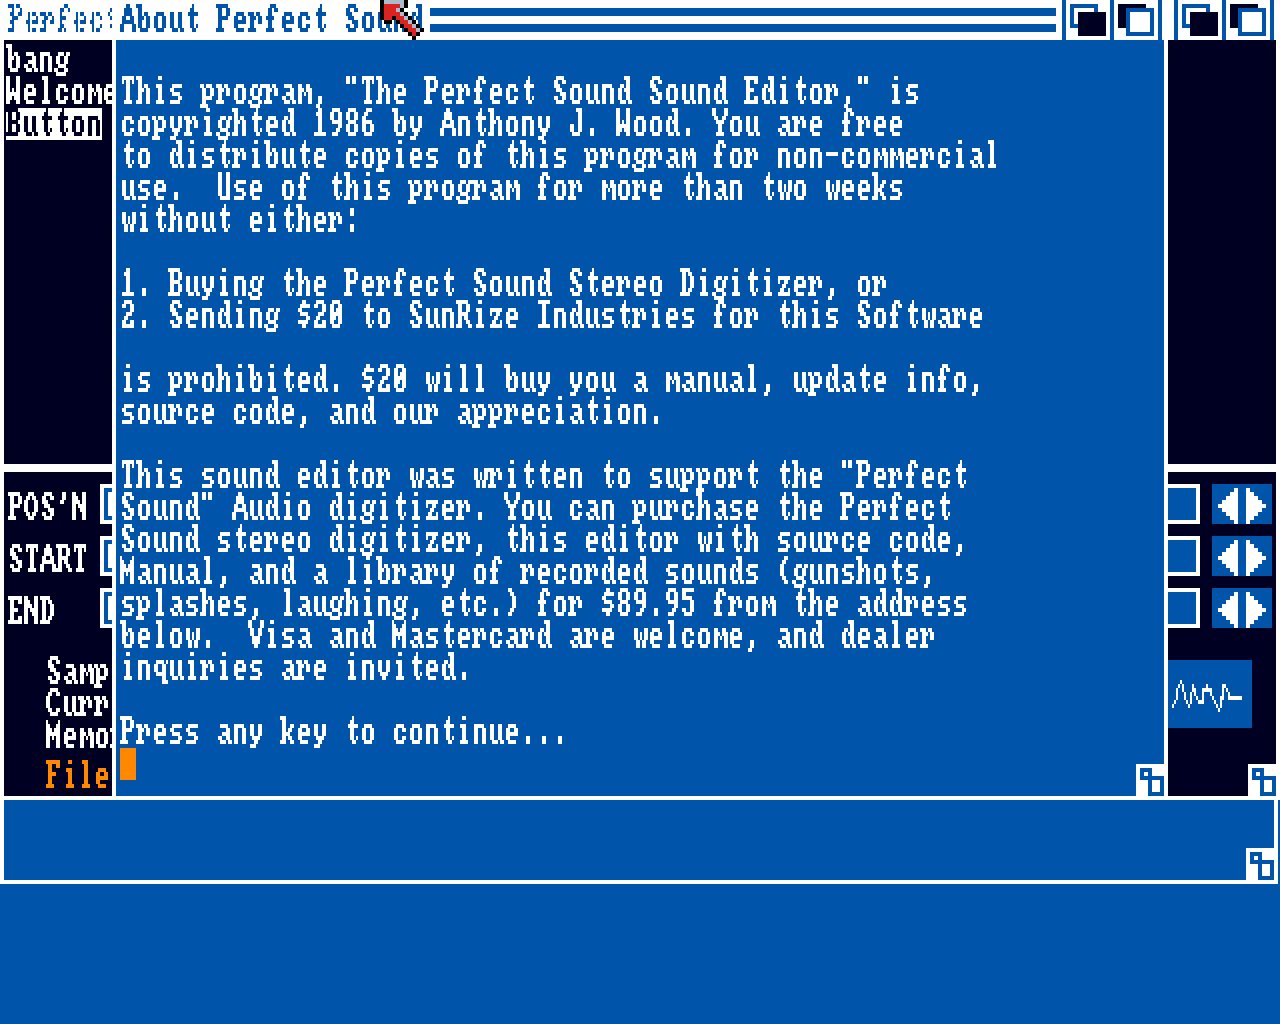 Perfect
About Perfect Sound
bang
Welcome
Button
This program, "The Perfect Sound Sound Editor," is
copyrighted 1986 by Anthony J. Wood. You are free
to distribute copies of this program for non-commercial
use.  Use of this program for more than two weeks
without either:
1. Buying the Perfect Sound Stereo Digitizer, or
2. Sending $20 to SunRize Industries for this Software
is prohibited. $20 will buy you a manual, update info,
source code, and our appreciation.
This sound editor was written to support the "Perfect
Sound" Audio digitizer. You can purchase the Perfect
Sound stereo digitizer, this editor with source code,
Manual, and a library of recorded sounds (gunshots,
splashes, laughing, etc.) for $89.95 from the address
below.  Visa and Mastercard are welcome, and dealer
inquiries are invited.
Press any key to continue...
POS'N
START
END
Samp
Curr
Memo
File